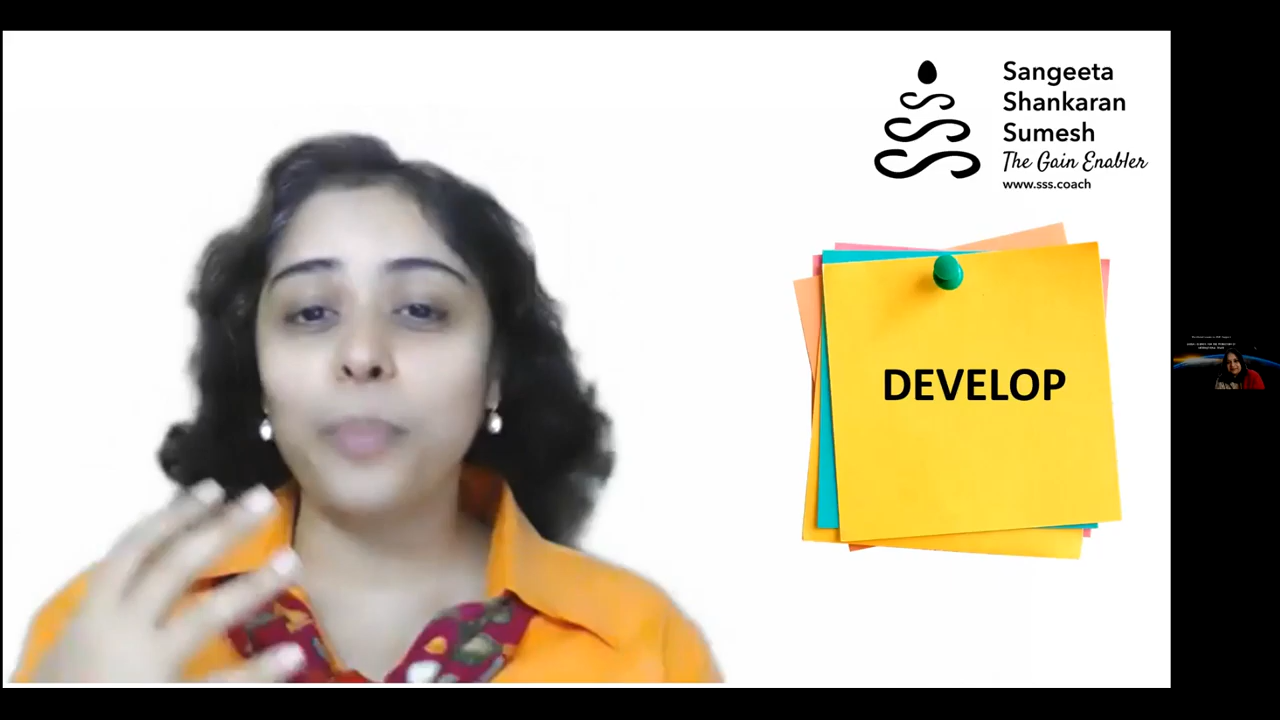 Sangeeta
Shankaran
Sumesh
The Gain Enabler
www.sss.coach
DEVELOP